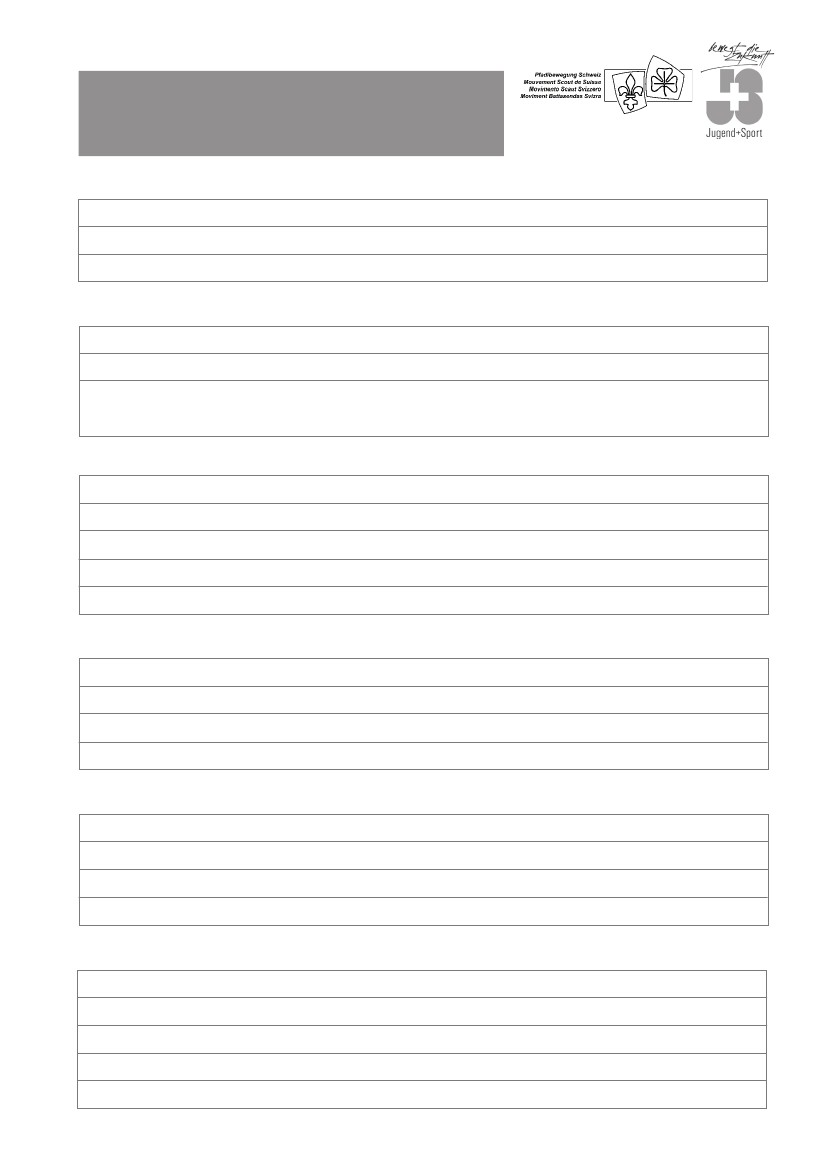 bewegt die
Zukunft
Pfadibewegung Schweiz
Mouvement Scout de Suisse
Movimento Scout Svizzero
Moviment Battasendas Svizra
Jugend+Sport